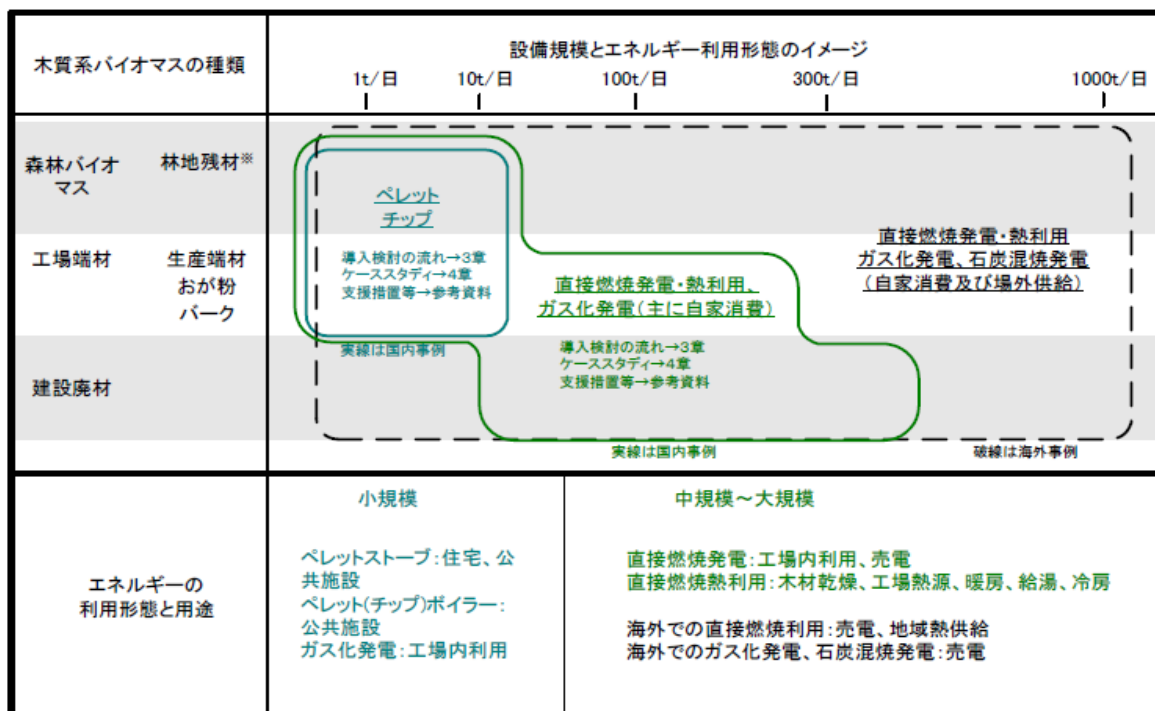 木質系バイオマスの種類
設備規模とエネルギー利用形態のイメージ
1t/日
10t/日
100t/日
300t/日
1000t/日
森林バイオ
マス
林地残材※
ペレット
チップ
導入検討の流れ→3章
ケーススタディ→4章
支援措置等→参考資料
工場端材
生産端材
おが粉
バーク
直接燃焼発電・熱利用、
ガス化発電(主に自家消費)
直接燃焼発電・熱利用
ガス化発電、石炭混焼発電
(自家消費及び場外供給)
実線は国内事例
導入検討の流れ→3章
ケーススタディ→4章
支援措置等→参考資料
建設廃材
実線は国内事例
破線は海外事例
エネルギーの
利用形態と用途
小規模
ペレットストーブ:住宅、公
共施設
ペレット(チップ)ボイラー:
公共施設
ガス化発電:工場内利用
中規模~大規模
直接燃焼発電:工場内利用、売電
直接燃焼熱利用:木材乾燥、工場熱源、暖房、給湯、冷房
海外での直接燃焼利用:売電、地域熱供給
海外でのガス化発電、石炭混焼発電:売電